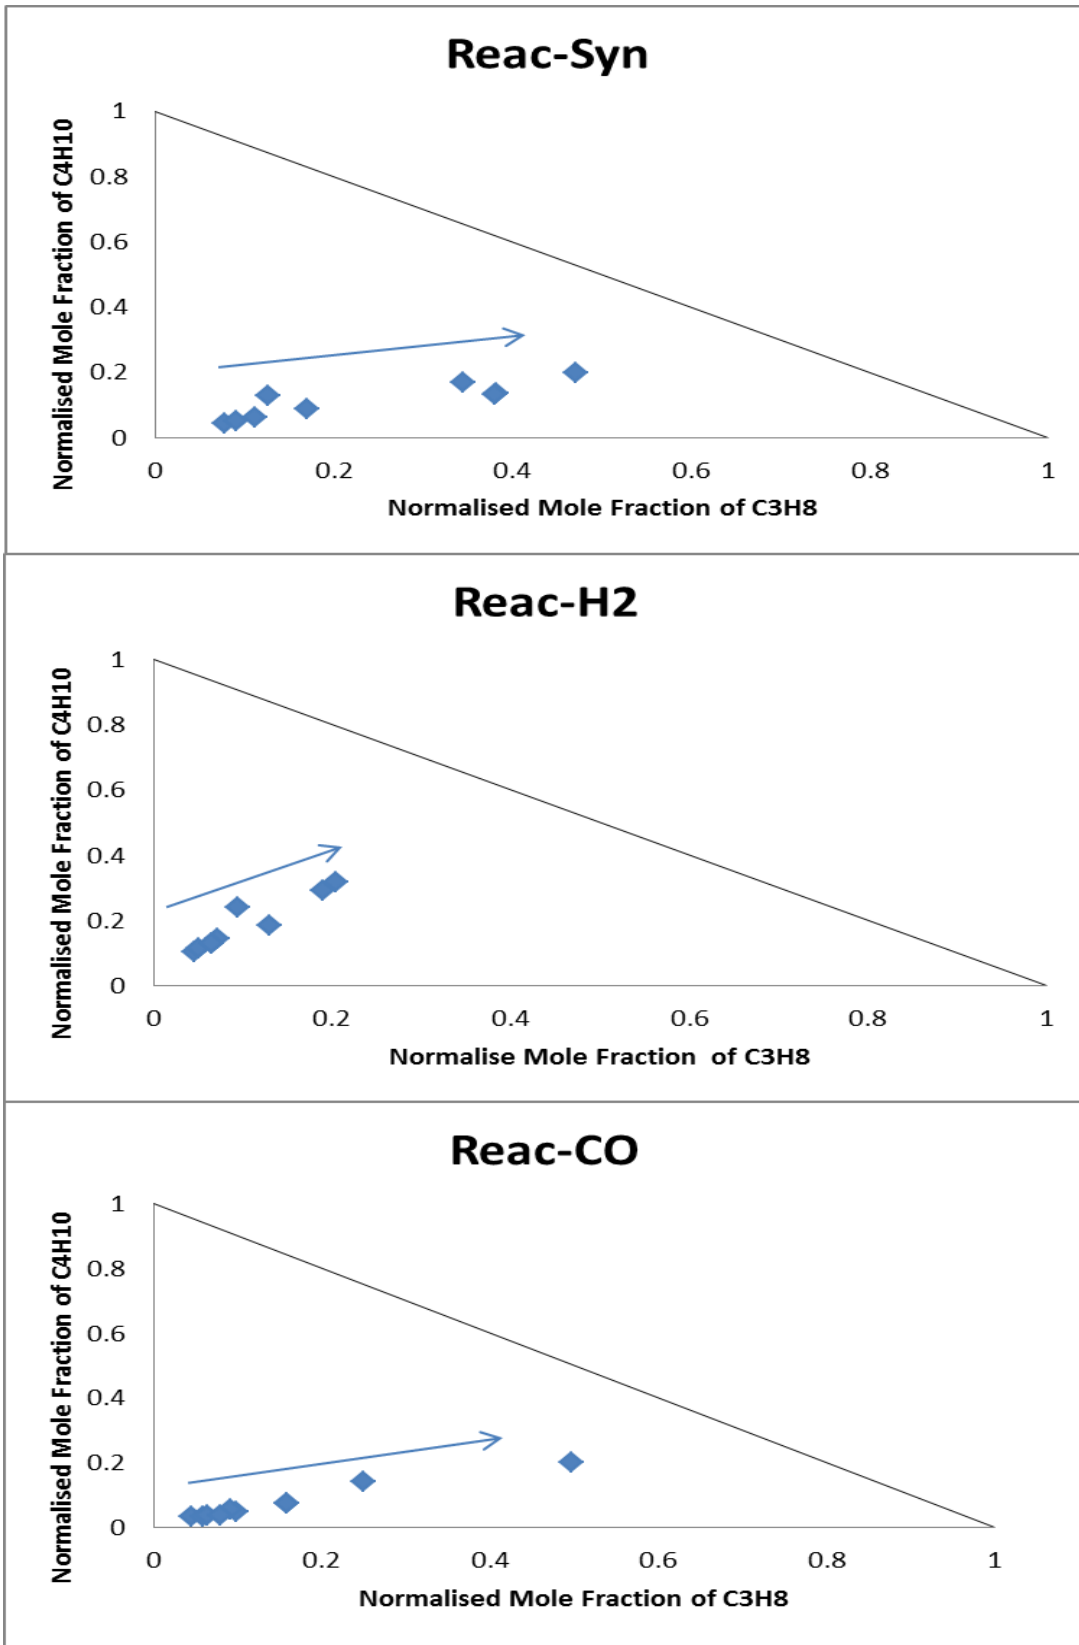 Reac-Syn
Normalised Mole Fraction of C4H10
1
0.8
0.6
0.4
0.2
0
0 0.2 0.4 0.6 0.8 1
Normalised Mole Fraction of C3H8
Reac-H2
Normalised Mole Fraction of C4H10
1
0.8
0.6
0.4
0.2
0
0 0.2 0.4 0.6 0.8 1
Normalise Mole Fraction of C3H8
Reac-CO
Normalised Mole Fraction of C4H10
1
0.8
0.6
0.4
0.2
0
0 0.2 0.4 0.6 0.8 1
Normalised Mole Fraction of C3H8